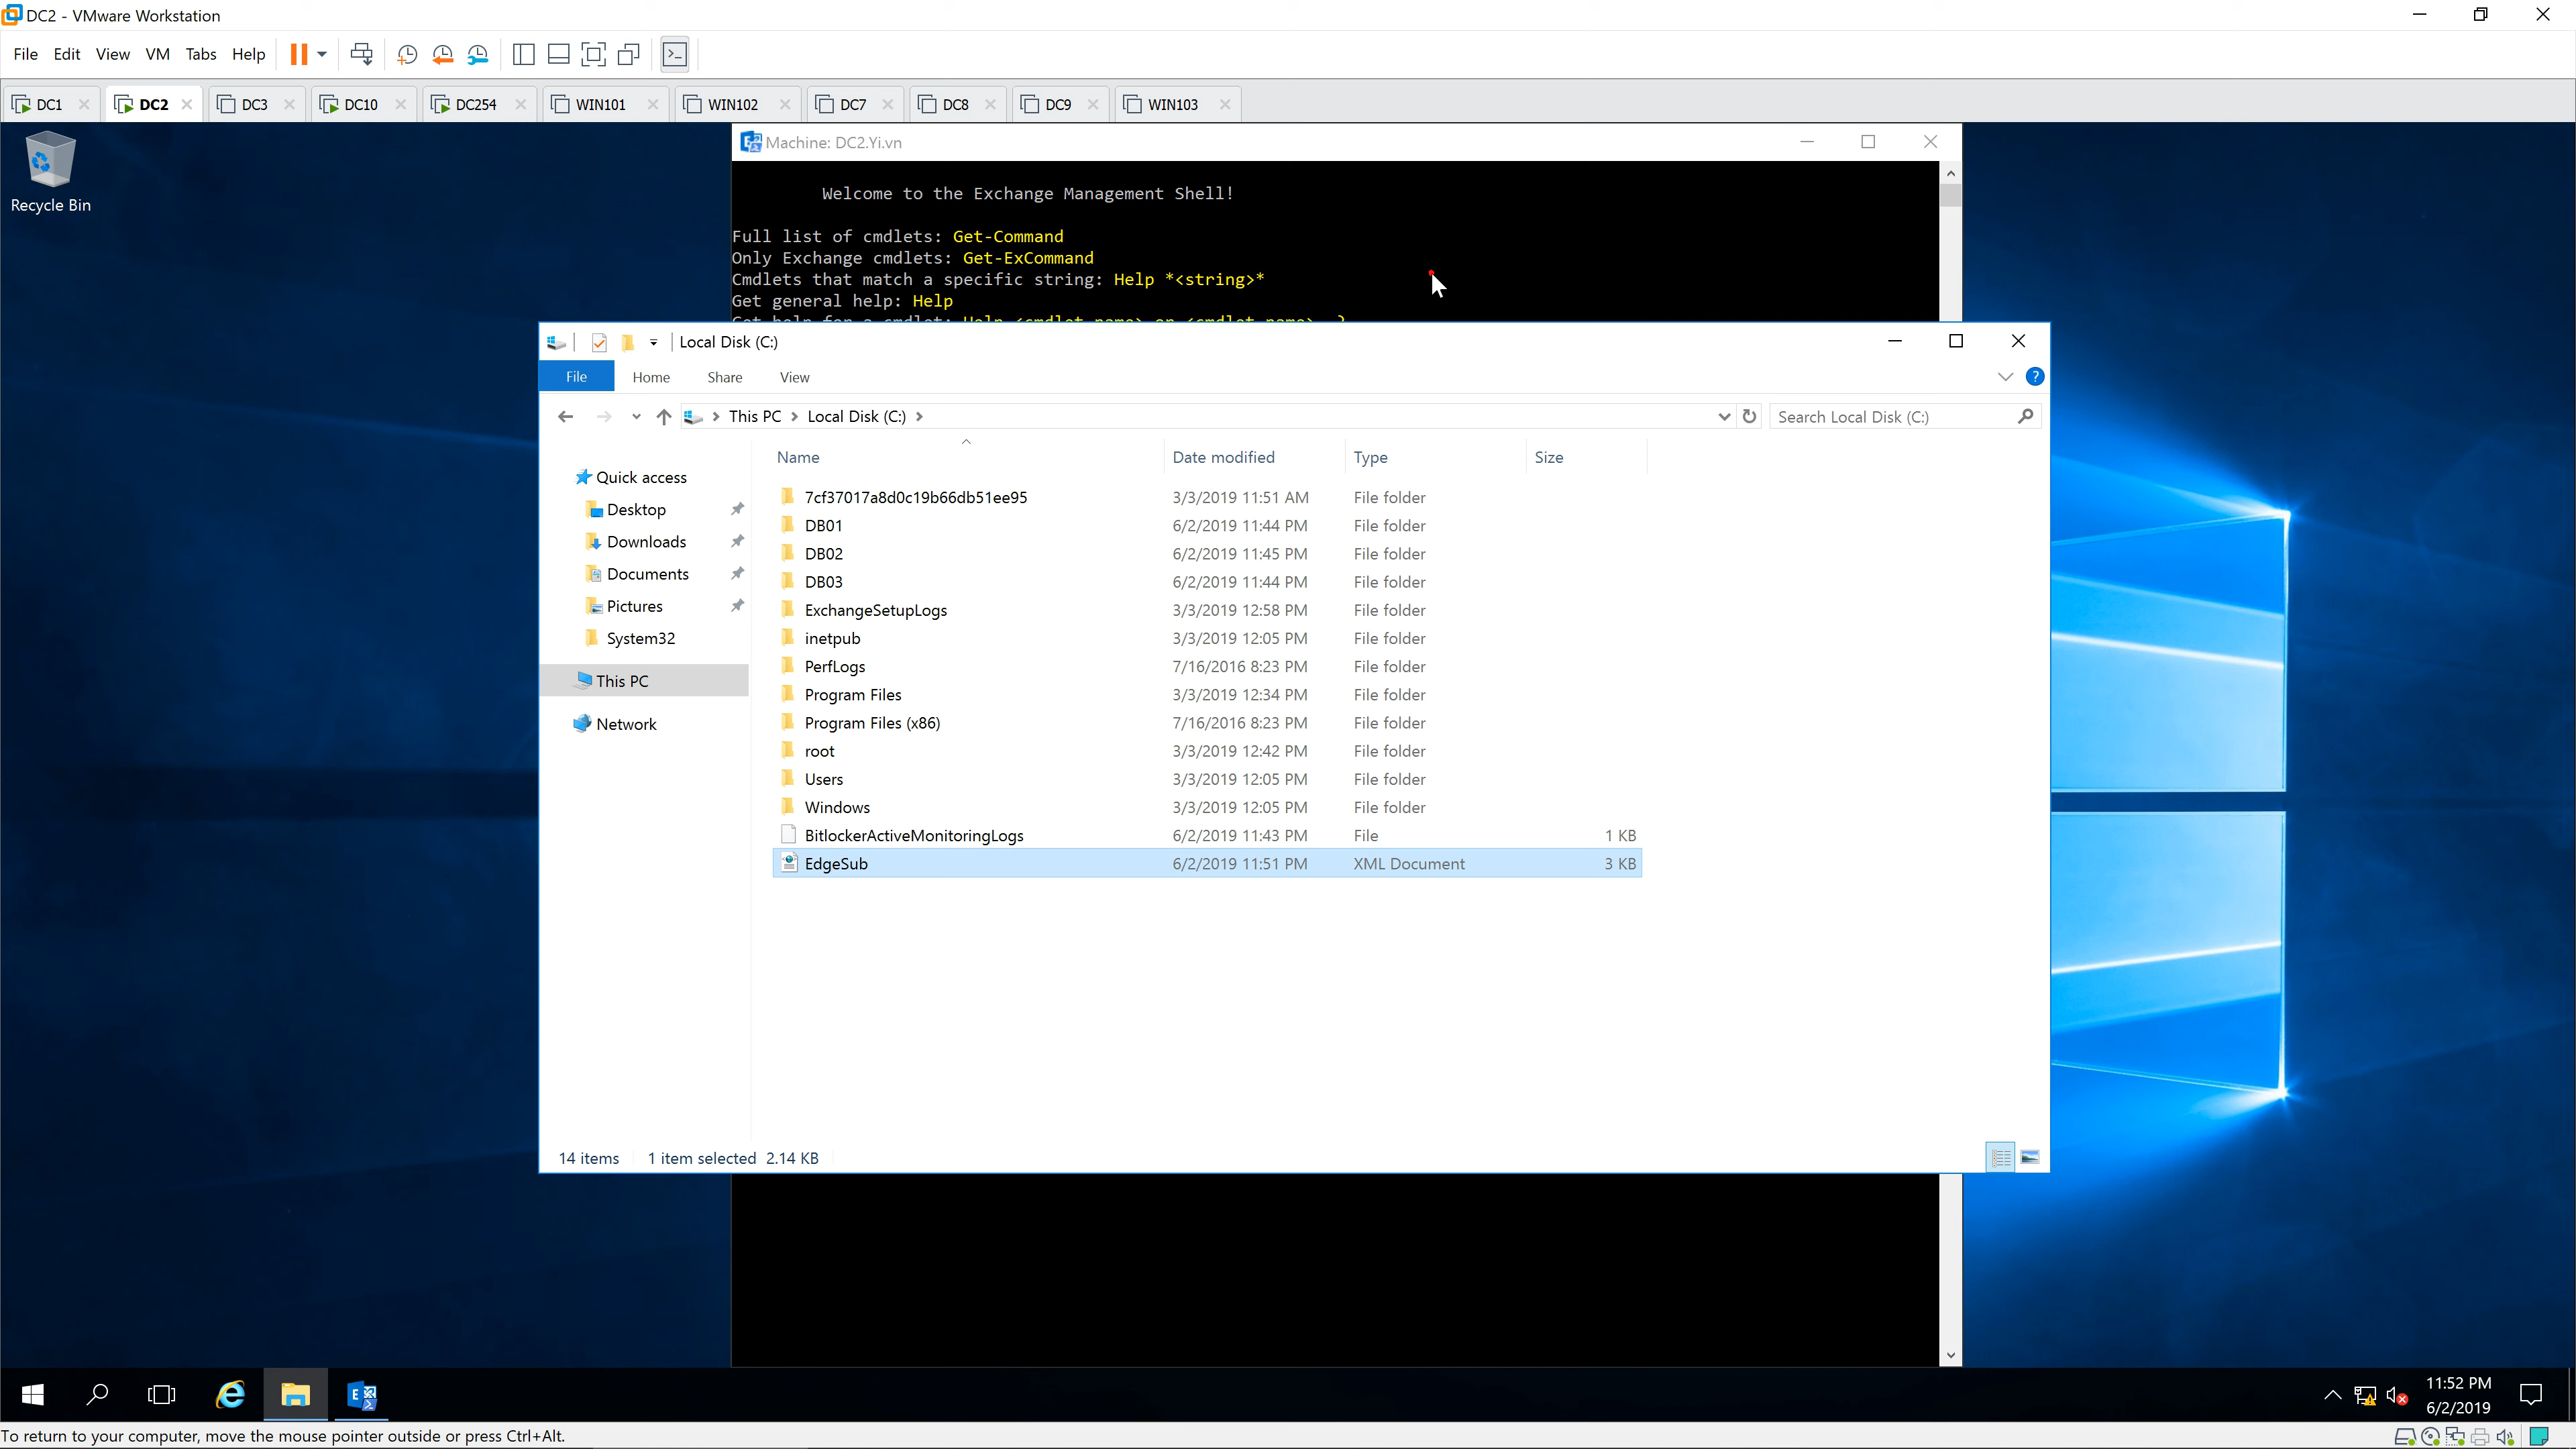 DC2 - VMware Workstation
File Edit View VM Tabs Help
DC1 DC2 DC3 DC10 DC254 WIN101 WIN102 DC7 DC8 DC9 WIN103
Recycle Bin
Machine: DC2.Yi.vn
Welcome to the Exchange Management Shell!
Full list of cmdlets: Get-Command
Only Exchange cmdlets: Get-ExCommand
Cmdlets that match a specific string: Help *<string>*
Get general help: Help
Local Disk (C:)
File Home Share View
This PC Local Disk (C:)
Search Local Disk (C:)
Name Date modified Type Size
Quick access
Desktop
Downloads
Documents
Pictures
System32
This PC
Network
7cf37017a8d0c19b66db51ee95 3/3/2019 11:51 AM File folder
DB01 6/2/2019 11:44 PM File folder
DB02 6/2/2019 11:45 PM File folder
DB03 6/2/2019 11:44 PM File folder
ExchangeSetupLogs 3/3/2019 12:58 PM File folder
inetpub 3/3/2019 12:05 PM File folder
PerfLogs 7/16/2016 8:23 PM File folder
Program Files 3/3/2019 12:34 PM File folder
Program Files (x86) 7/16/2016 8:23 PM File folder
root 3/3/2019 12:42 PM File folder
Users 3/3/2019 12:05 PM File folder
Windows 3/3/2019 12:05 PM File folder
BitlockerActiveMonitoringLogs 6/2/2019 11:43 PM File 1 KB
EdgeSub 6/2/2019 11:51 PM XML Document 3 KB
14 items 1 item selected 2.14 KB
11:52 PM
6/2/2019
To return to your computer, move the mouse pointer outside or press Ctrl+Alt.